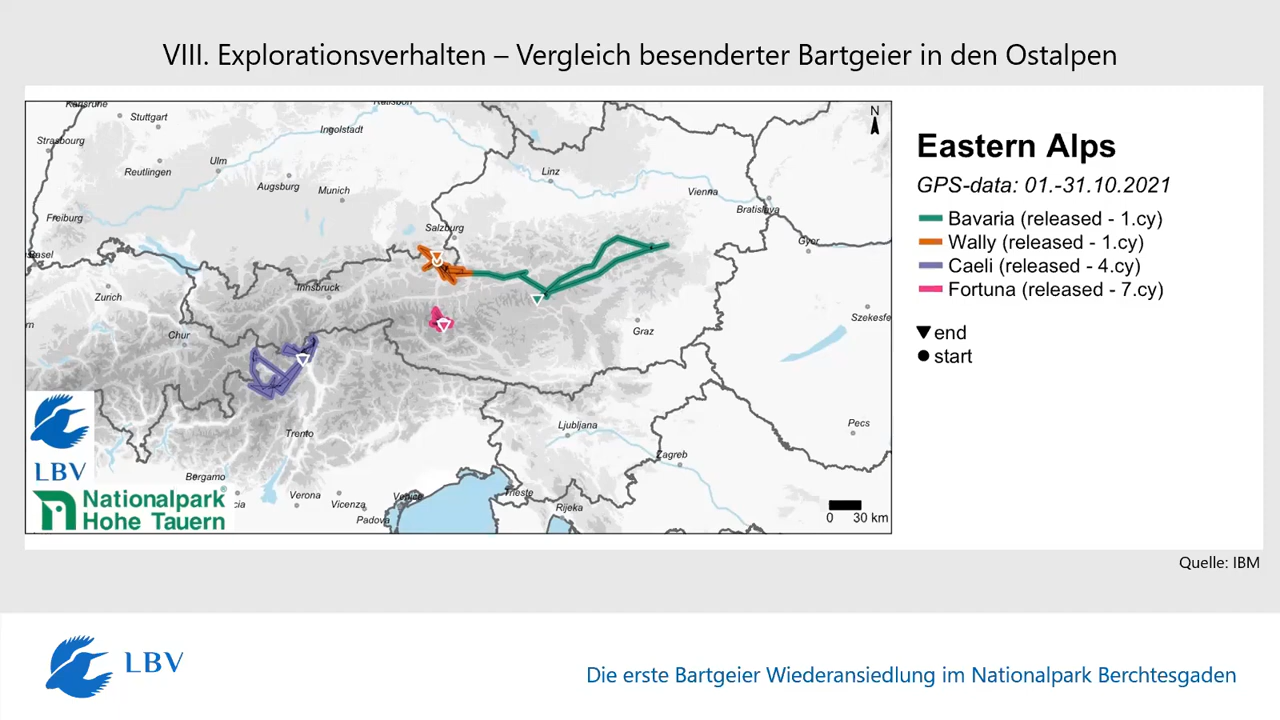 VIII. Explorationsverhalten – Vergleich besenderter Bartgeier in den Ostalpen
Karlsruhe
Ratisbon
Stuttgart
Strasbourg
Ingolstadt
N
Ulm
Reutlingen
Augsburg
Munich
Linz
Vienna
Bratislava
Freiburg
Salzburg
Basel
Gyor
Zurich
Innsbruck
Chur
Graz
Szekesfe
Trento
Ljubljana
Pecs
Zagreb
Bergamo
cia
Verona
Vicenza
Padova
Venice
Trieste
Rijeka
0 30 km
LBV
Nationalpark®
Hohe Tauern
Eastern Alps
GPS-data: 01.-31.10.2021
Bavaria (released - 1.cy)
Wally (released - 1.cy)
Caeli (released - 4.cy)
Fortuna (released - 7.cy)
end
start
Quelle: IBM
LBV
Die erste Bartgeier Wiederansiedlung im Nationalpark Berchtesgaden